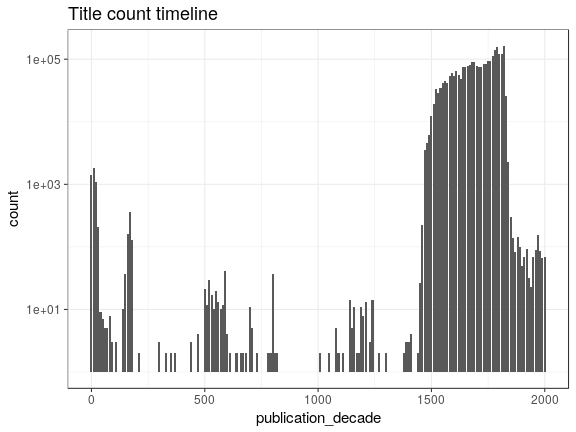 Title count timeline
1e+05
1e+03
1e+01
count
0 500 1000 1500 2000
publication_decade